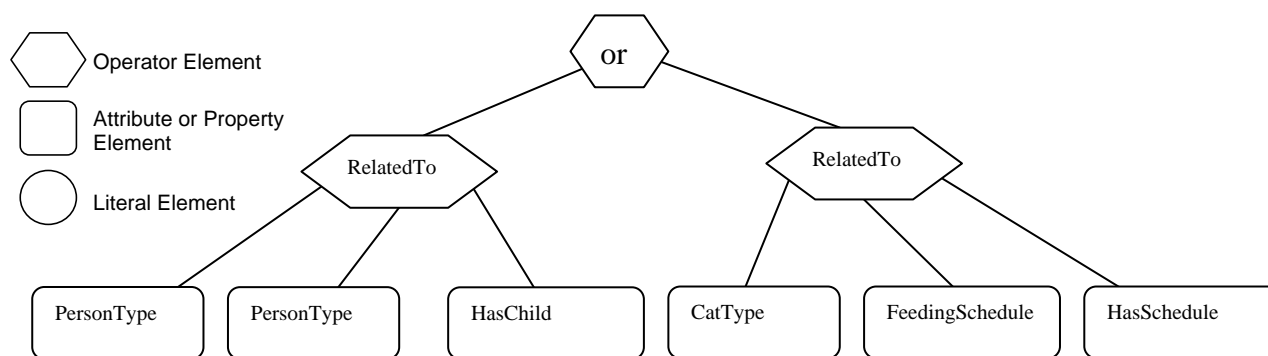 or
Operator Element
Attribute or Property
Element
Literal Element
RelatedTo
RelatedTo
PersonType
PersonType
HasChild
CatType
FeedingSchedule
HasSchedule